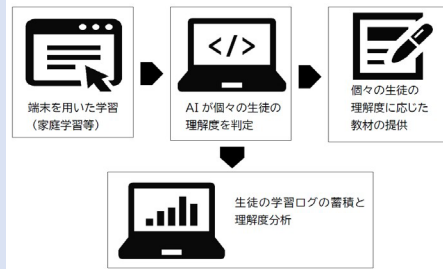 端末を用いた学習
（家庭学習等）
AIが個々の生徒の
理解度を判定
個々の生徒の
理解度に応じた
教材の提供
生徒の学習ログの蓄積と
理解度分析